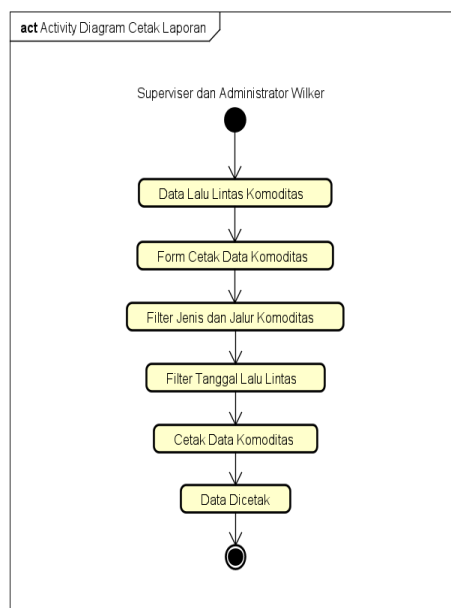 act Activity Diagram Cetak Laporan
Superviser dan Administrator Wilker
Data Lalu Lintas Komoditas
Form Cetak Data Komoditas
Filter Jenis dan Jalur Komoditas
Filter Tanggal Lalu Lintas
Cetak Data Komoditas
Data Dicetak